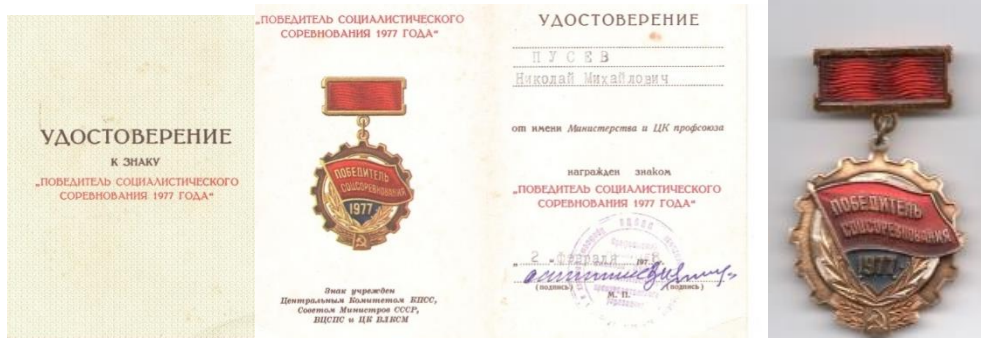 УДОСТОВЕРЕНИЕ
К ЗНАКУ
„ПОБЕДИТЕЛЬ СОЦИАЛИСТИЧЕСКОГО
СОРЕВНОВАНИЯ 1977 ГОДА“
„ПОБЕДИТЕЛЬ СОЦИАЛИСТИЧЕСКОГО
СОРЕВНОВАНИЯ 1977 ГОДА“
ПОБЕДИТЕЛЬ
СОЦСОРЕВНОВАНИЯ
1977
Знак учрежден
Центральным Комитетом КПСС,
Советом Министров СССР,
ВЦСПС и ЦК ВЛКСМ
УДОСТОВЕРЕНИЕ
ПУСЕВ
Николай Михайлович
от имени Министерства и ЦК профсоюза
награжден знаком
„ПОБЕДИТЕЛЬ СОЦИАЛИСТИЧЕСКОГО
СОРЕВНОВАНИЯ 1977 ГОДА“
„2 февраля 197
(подпись) М. П. (подпись)
ПОБЕДИТЕЛЬ
СОЦСОРЕВНОВАНИЯ
1977